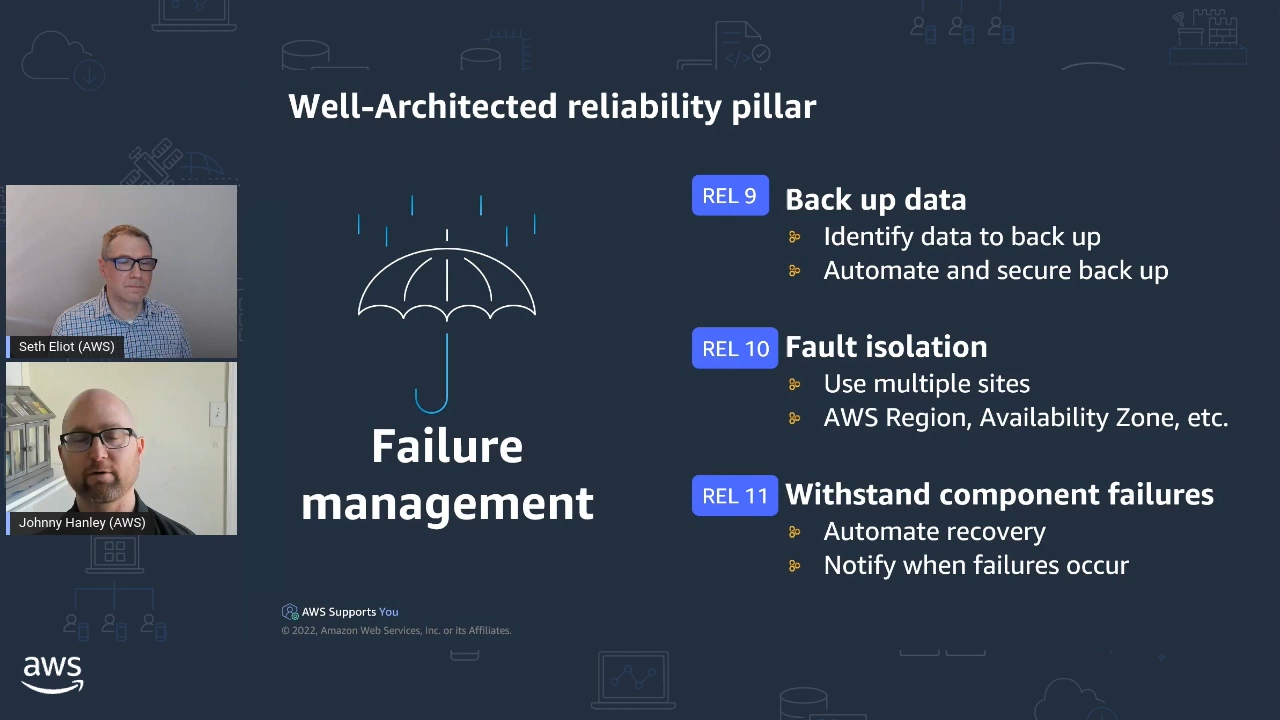 Well-Architected reliability pillar
Seth Eliot (AWS)
Johnny Hanley (AWS)
Failure
management
REL 9 Back up data
Identify data to back up
Automate and secure back up
REL 10 Fault isolation
Use multiple sites
AWS Region, Availability Zone, etc.
REL 11 Withstand component failures
Automate recovery
Notify when failures occur
AWS Supports You
© 2022, Amazon Web Services, Inc. or its Affiliates.
aws